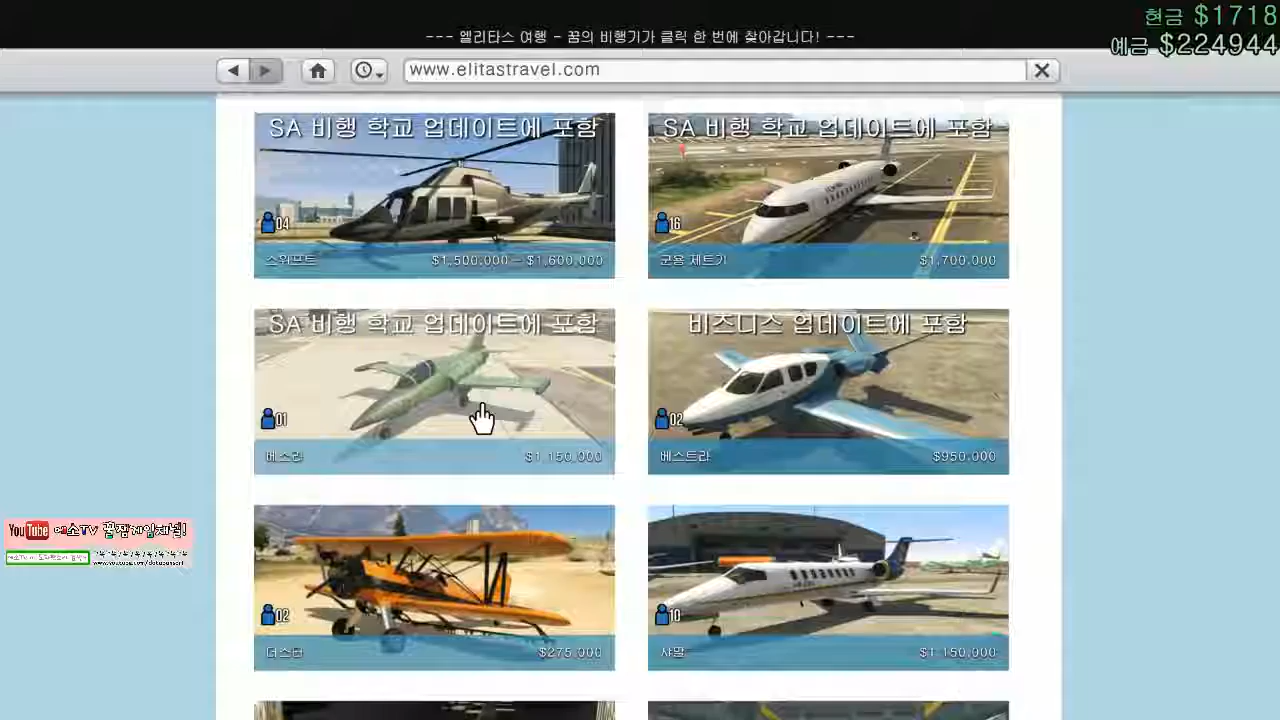 현금 $1718
--- 엘리타스 여행 - 꿈의 비행기가 클릭 한 번에 찾아갑니다! ---
예금 $224944
www.elitastravel.com
SA 비행 학교 업데이트에 포함
04
스위프트 $1,500,000 - $1,600,000
SA 비행 학교 업데이트에 포함
16
군용 제트기 $1,700,000
SA 비행 학교 업데이트에 포함
01
베스라 $1,150,000
비즈니스 업데이트에 포함
02
베스트라 $950,000
02
더스터 $275,000
10
샤말 $1,150,000
YouTube